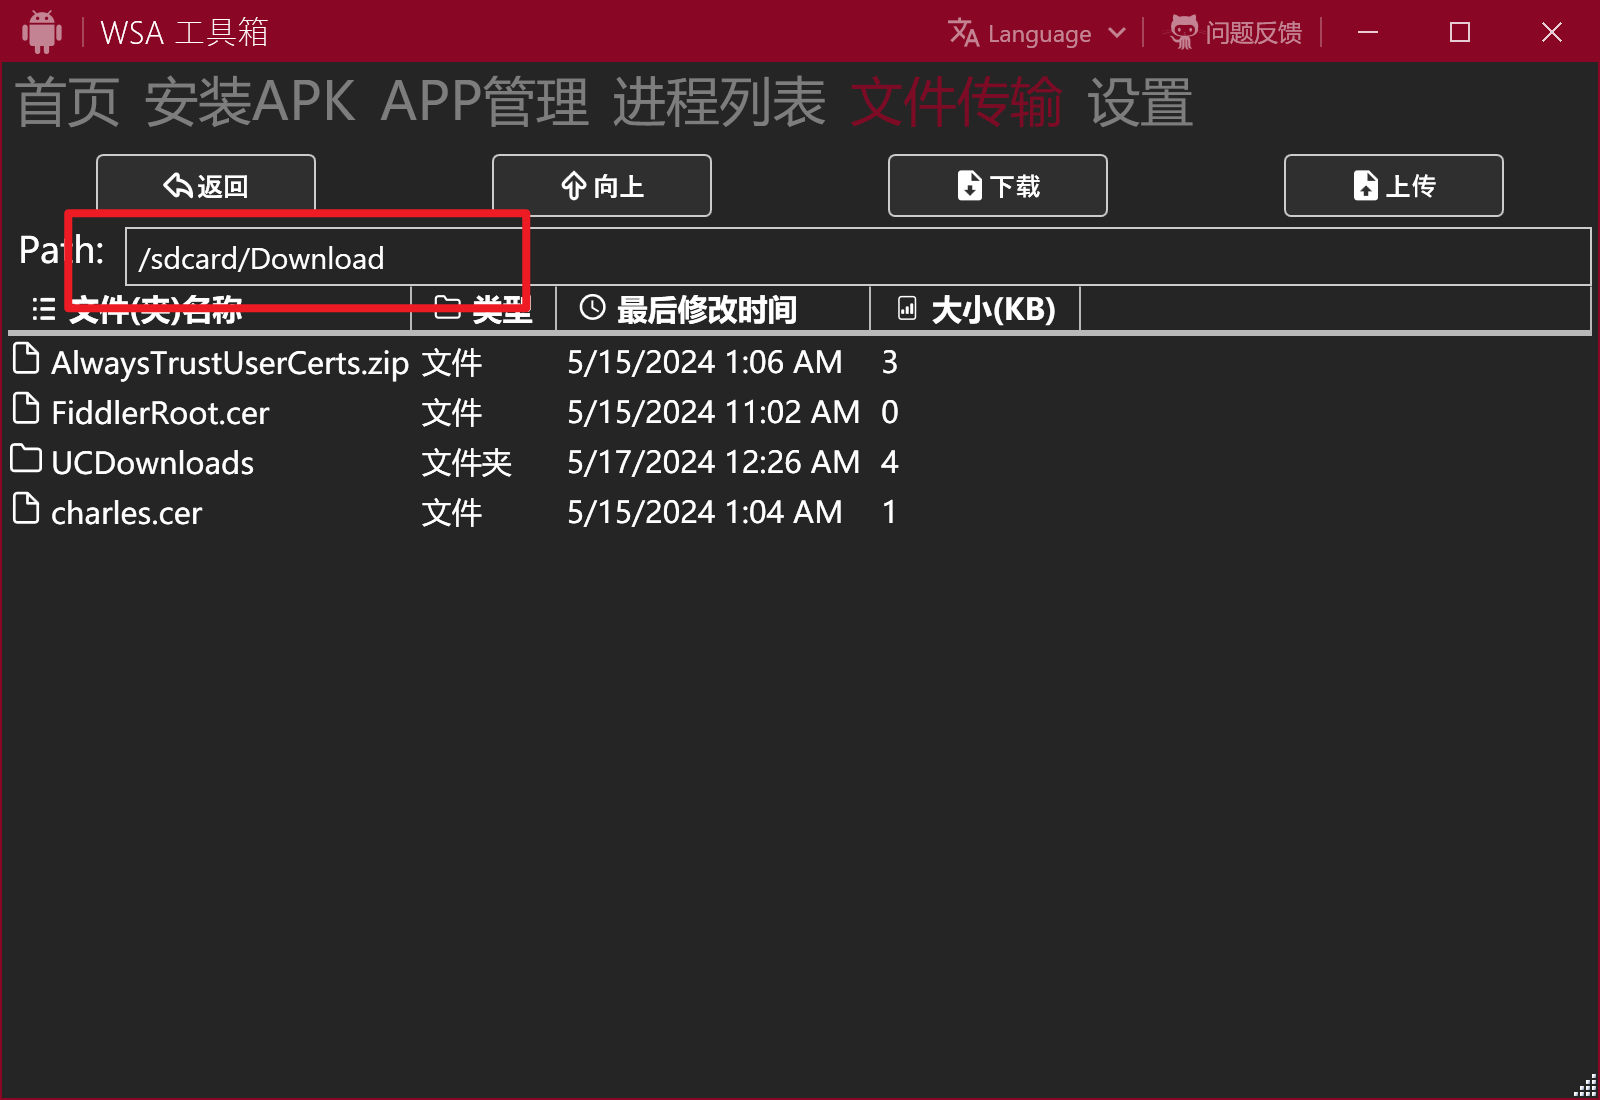 WSA 工具箱 Language 问题反馈
首页 安装APK APP管理 进程列表 文件传输 设置
返回 向上 下载 上传
Path: /sdcard/Download
文件(夹)名称 类型 最后修改时间 大小(KB)
AlwaysTrustUserCerts.zip 文件 5/15/2024 1:06 AM 3
FiddlerRoot.cer 文件 5/15/2024 11:02 AM 0
UCDownloads 文件夹 5/17/2024 12:26 AM 4
charles.cer 文件 5/15/2024 1:04 AM 1